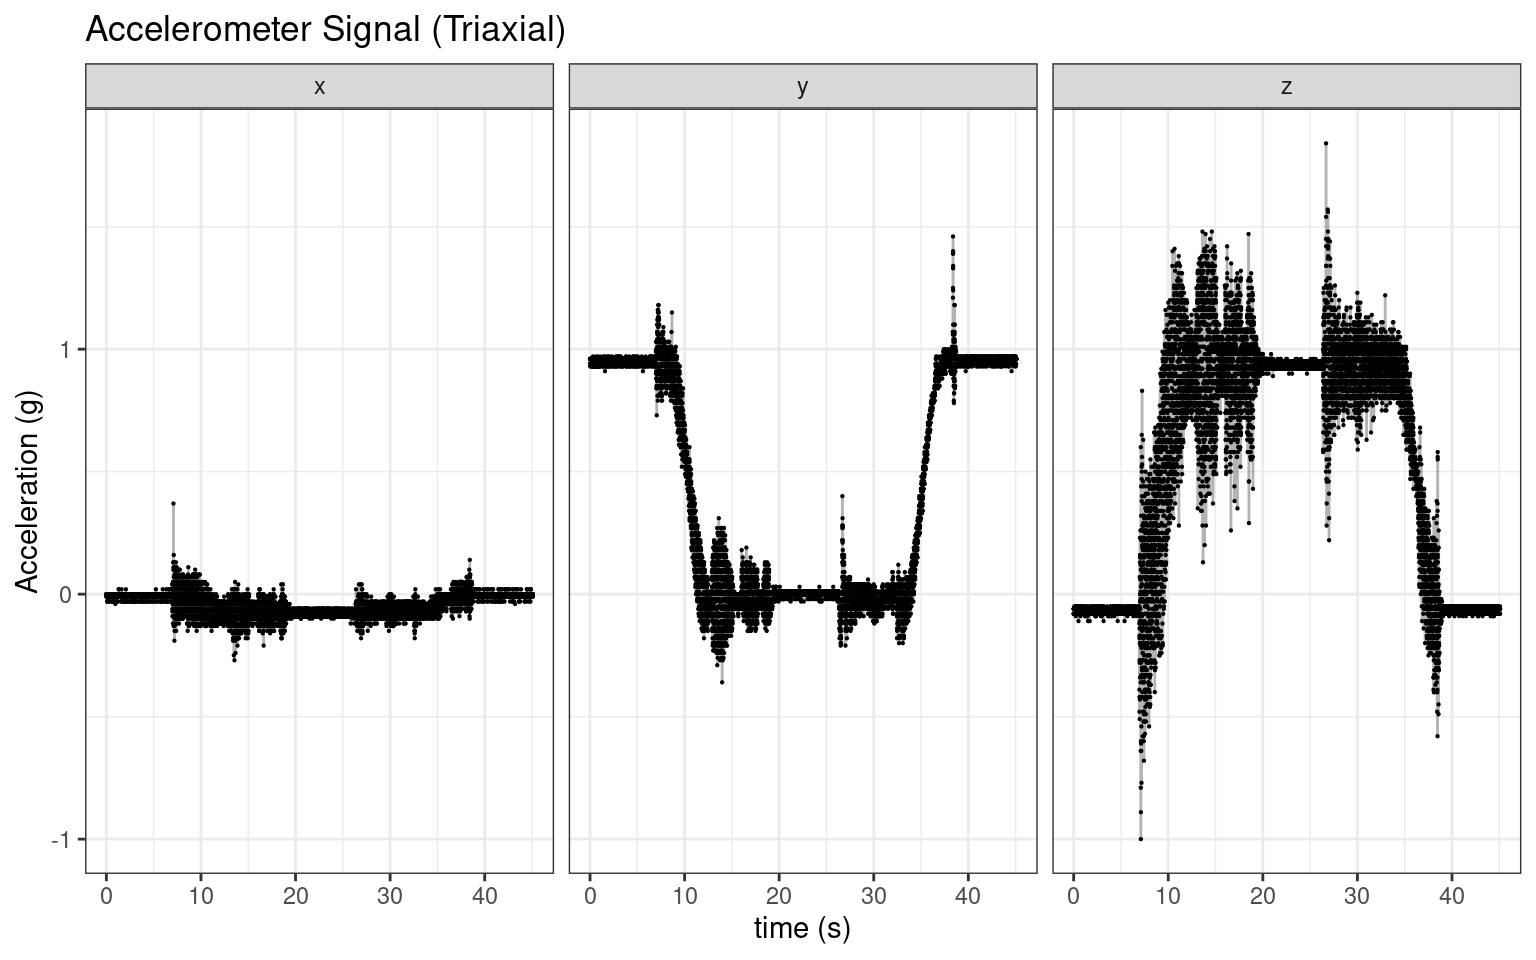 Accelerometer Signal (Triaxial)
x y z
1
0
-1
Acceleration (g)
0 10 20 30 40 0 10 20 30 40 0 10 20 30 40
time (s)